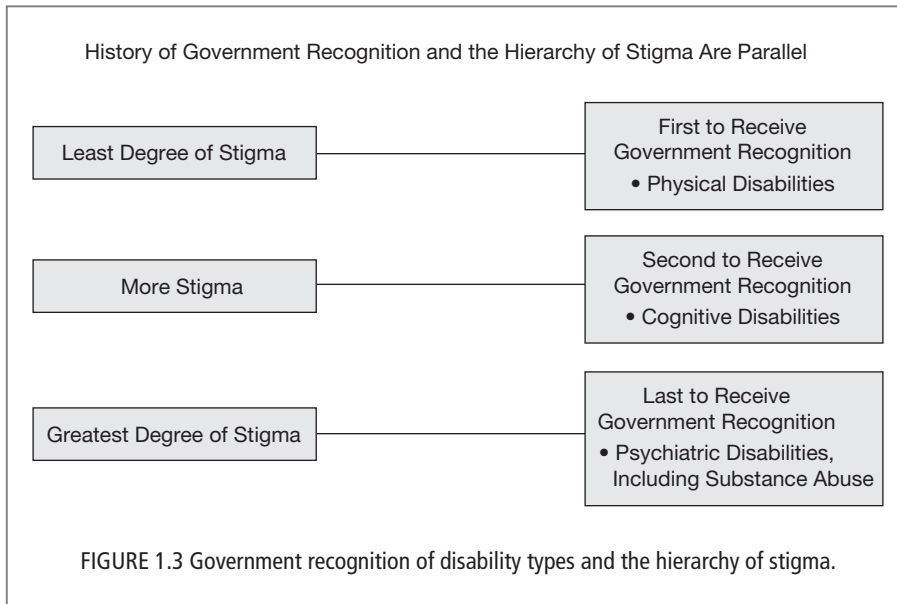 History of Government Recognition and the Hierarchy of Stigma Are Parallel
Least Degree of Stigma
First to Receive
Government Recognition
• Physical Disabilities
More Stigma
Second to Receive
Government Recognition
• Cognitive Disabilities
Greatest Degree of Stigma
Last to Receive
Government Recognition
• Psychiatric Disabilities,
Including Substance Abuse
FIGURE 1.3 Government recognition of disability types and the hierarchy of stigma.